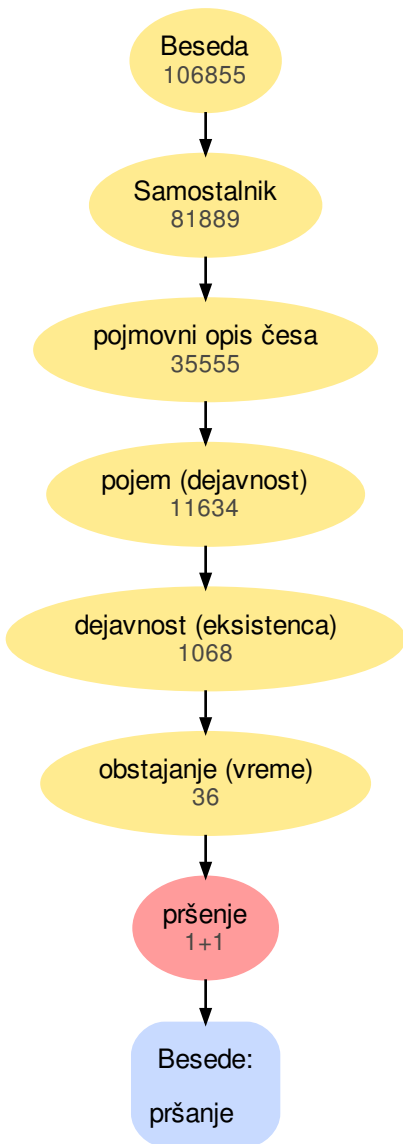 Beseda
106855
Samostalnik
81889
pojmovni opis česa
35555
pojem (dejavnost)
11634
dejavnost (eksistenca)
1068
obstajanje (vreme)
36
pršenje
1+1
Besede:
pršanje